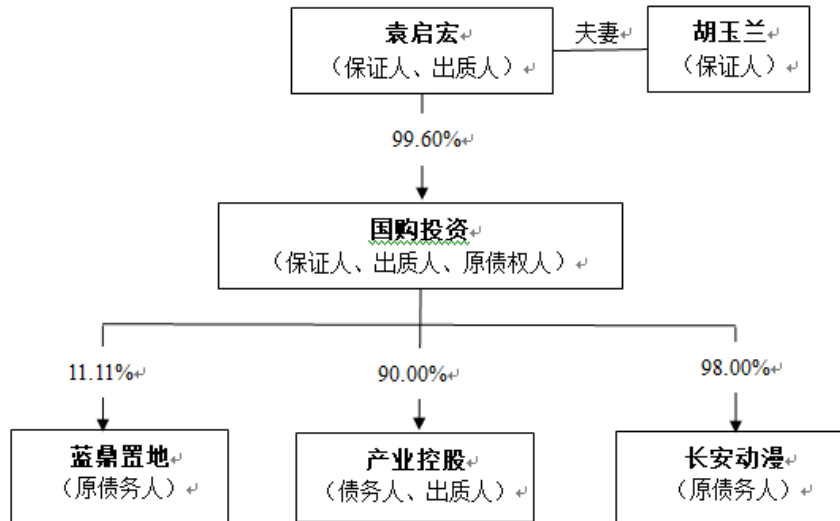 袁启宏
（保证人、出质人）
夫妻
胡玉兰
（保证人）
99.60%
国购投资
（保证人、出质人、原债权人）
11.11%
90.00%
98.00%
蓝鼎置地
（原债务人）
产业控股
（债务人、出质人）
长安动漫
（原债务人）